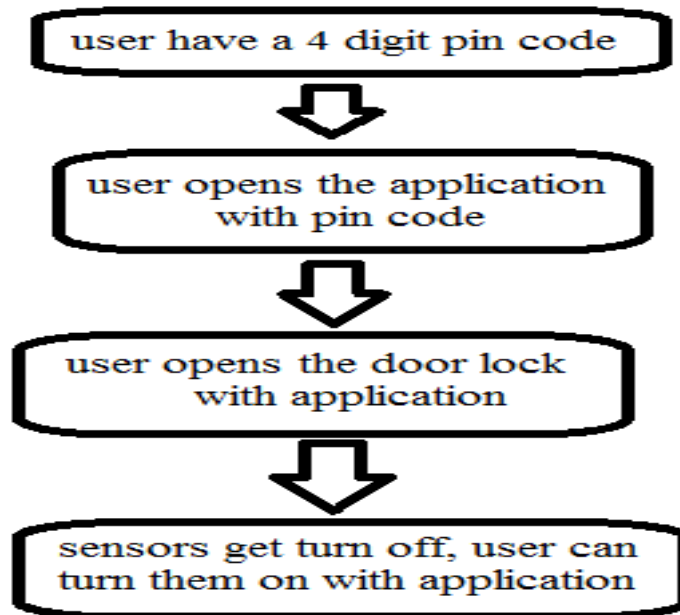 user have a 4 digit pin code
user opens the application
with pin code
user opens the door lock
with application
sensors get turn off, user can
turn them on with application